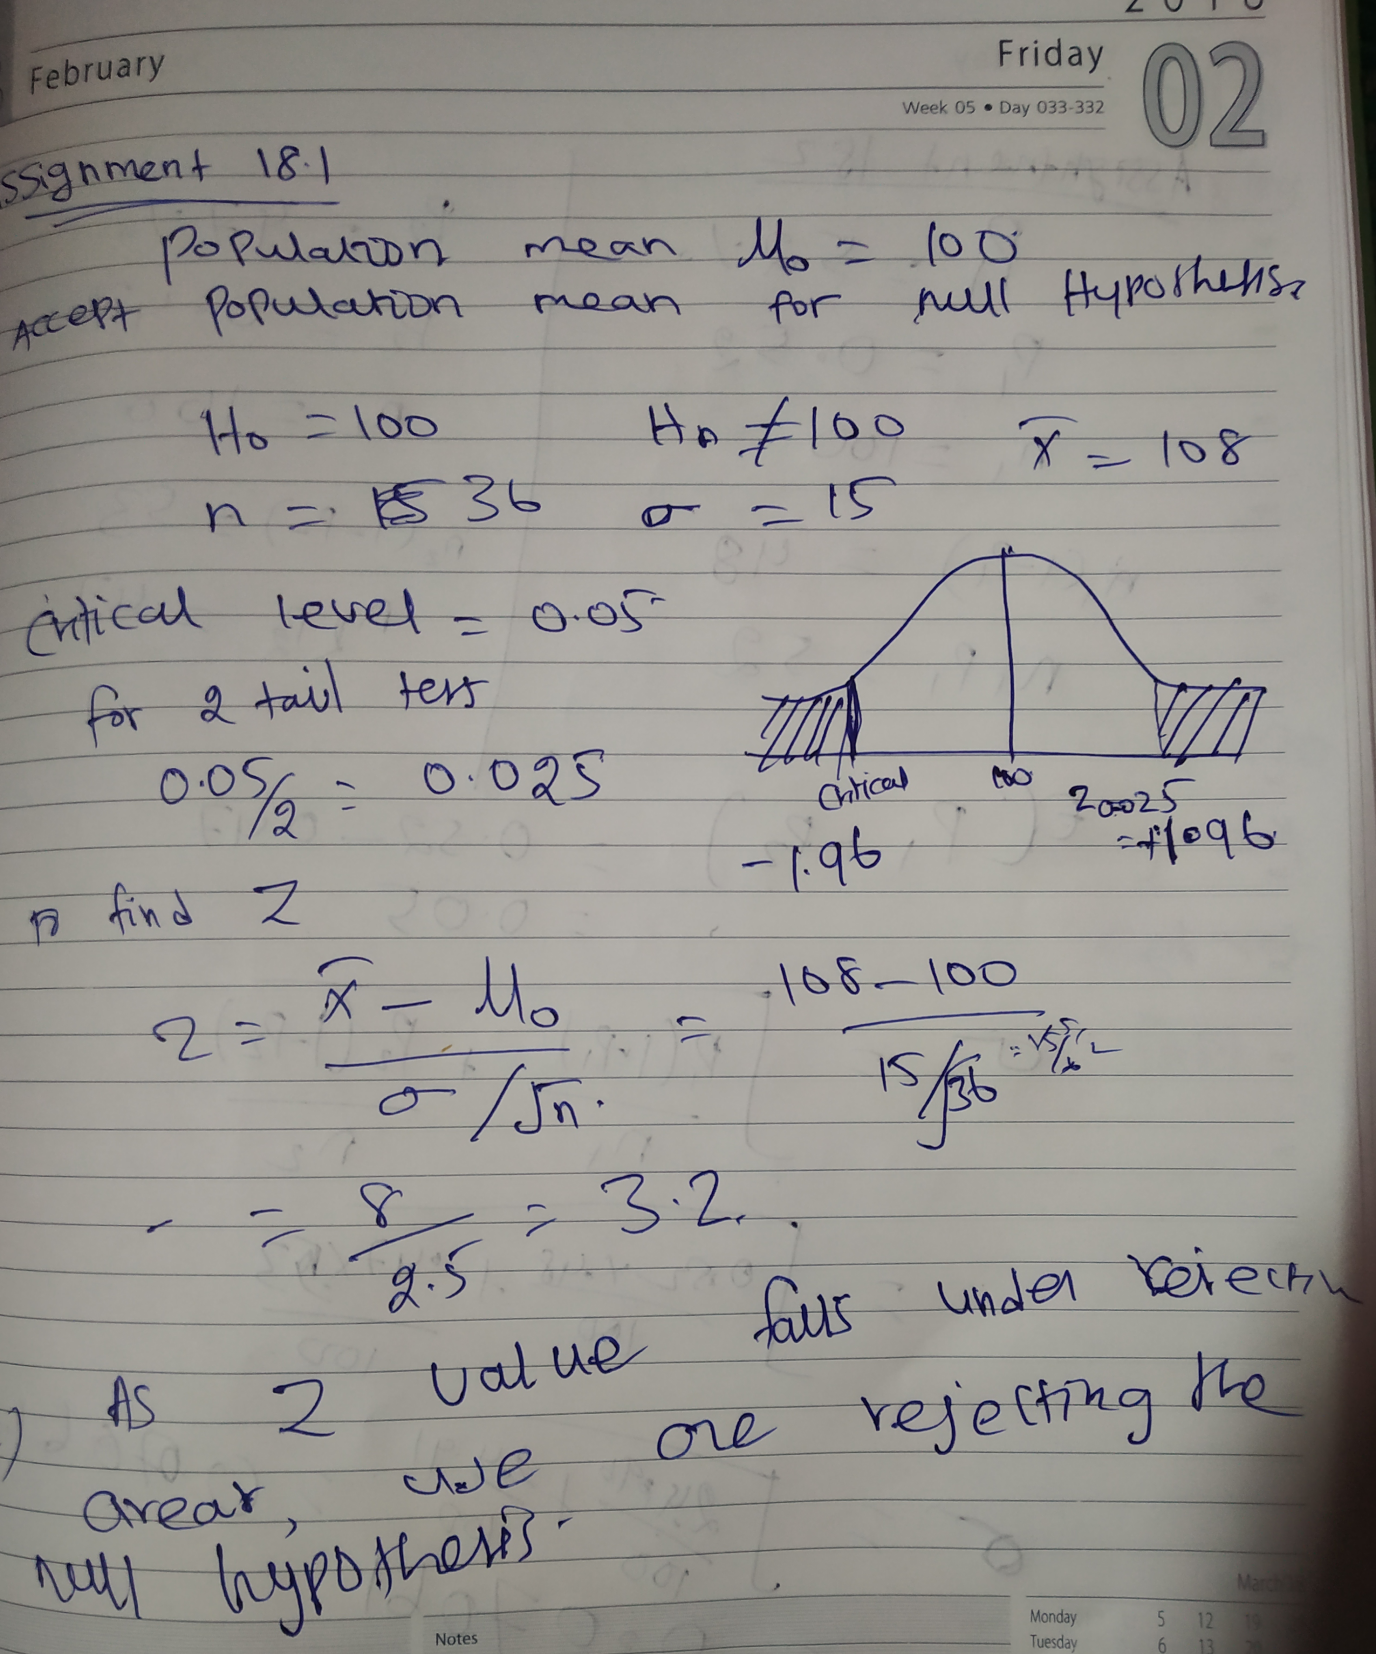 February
Friday
02
Week 05 • Day 033-332
ssignment 18.1
Population mean μ₀ = 100
Accept population mean for null Hypothesis.
H₀ = 100 Hₐ ≠ 100 x̄ = 108
n = 36 σ = 15
Critical level = 0.05
for 2 tail test
0.05/2 = 0.025
Critical 100 Z0.025
-1.96 = +1.96
find Z
Z = x̄ - μ₀ / σ/√n = 108-100 / 15/√36
= 8/2.5 = 3.2
As Z value falls under rejection
arear, we are rejecting the
null hypothesis.
Notes
March
Monday 5 12 19
Tuesday 6 13 20